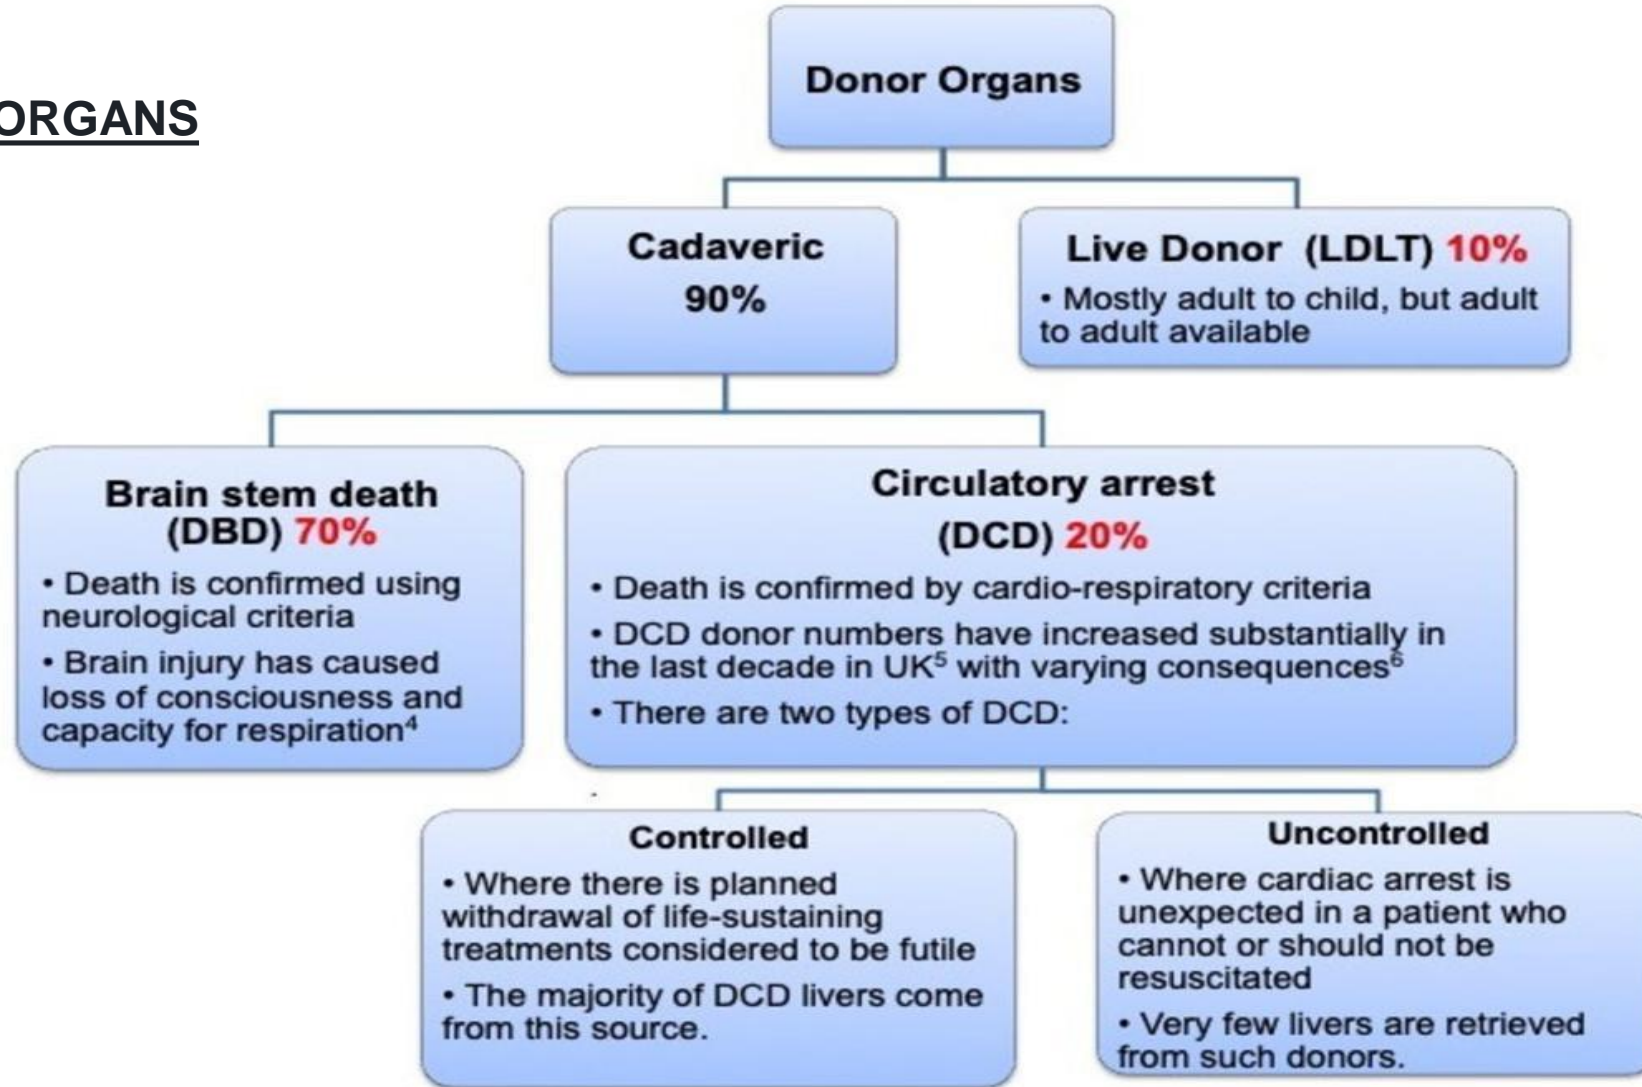 ORGANS
Donor Organs
Cadaveric
90%
Live Donor (LDLT) 10%
• Mostly adult to child, but adult
to adult available
Brain stem death
(DBD) 70%
• Death is confirmed using
neurological criteria
• Brain injury has caused
loss of consciousness and
capacity for respiration⁴
Circulatory arrest
(DCD) 20%
• Death is confirmed by cardio-respiratory criteria
• DCD donor numbers have increased substantially in
the last decade in UK⁵ with varying consequences⁶
• There are two types of DCD:
Controlled
• Where there is planned
withdrawal of life-sustaining
treatments considered to be futile
• The majority of DCD livers come
from this source.
Uncontrolled
• Where cardiac arrest is
unexpected in a patient who
cannot or should not be
resuscitated
• Very few livers are retrieved
from such donors.